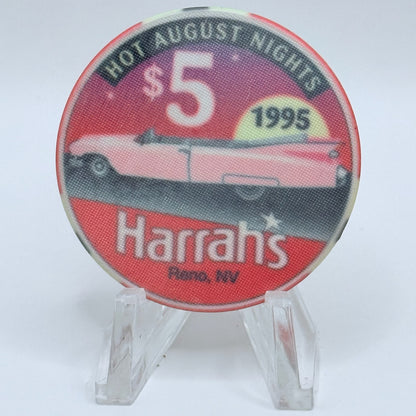 HOT AUGUST NIGHTS
$5
1995
Harrah's
Reno, NV